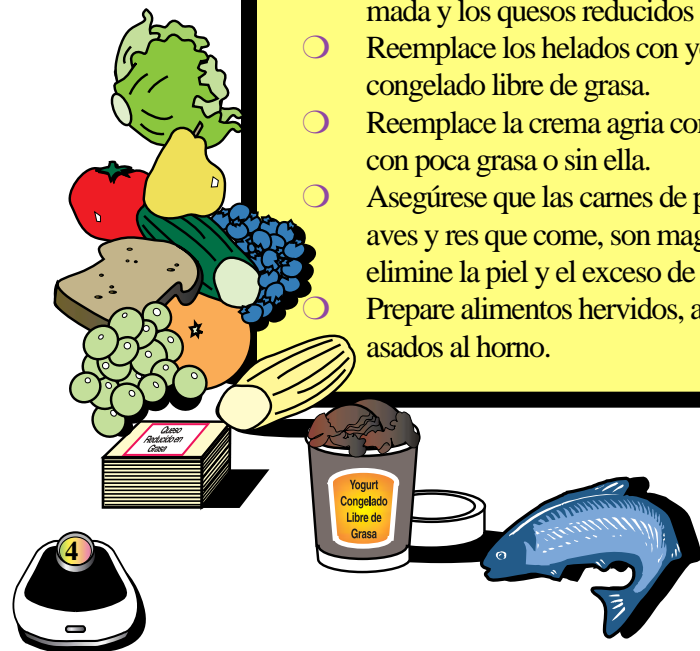 mada y los quesos reducidos
Reemplace los helados con
congelado libre de grasa.
Reemplace la crema agria
con poca grasa o sin ella.
Asegúrese que las carnes de
aves y res que come, son
elimine la piel y el exceso de
Prepare alimentos hervidos,
asados al horno.
Queso
Reducido en
Grasa
Yogurt
Congelado
Libre de
Grasa
4